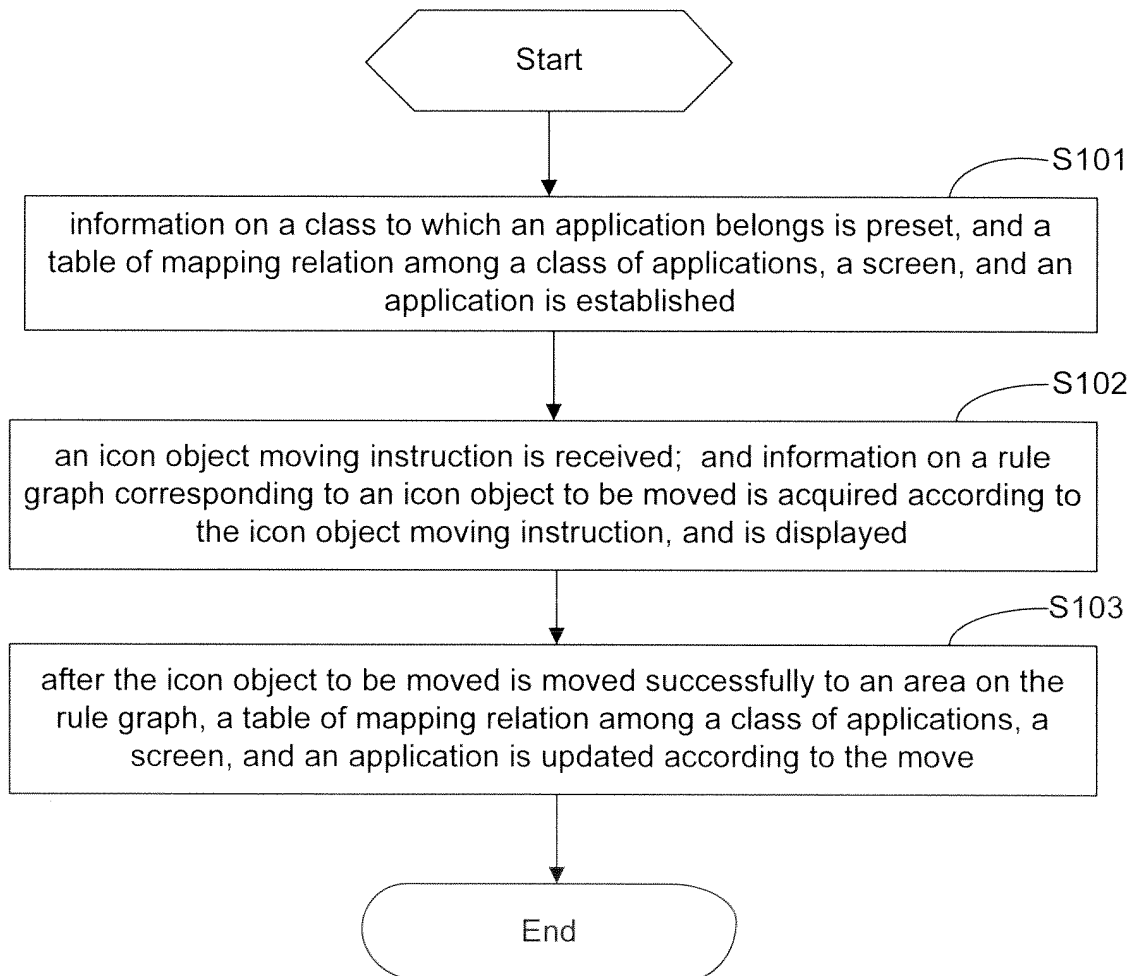 Start
S101
information on a class to which an application belongs is preset, and a
table of mapping relation among a class of applications, a screen, and an
application is established
S102
an icon object moving instruction is received; and information on a rule
graph corresponding to an icon object to be moved is acquired according to
the icon object moving instruction, and is displayed
S103
after the icon object to be moved is moved successfully to an area on the
rule graph, a table of mapping relation among a class of applications, a
screen, and an application is updated according to the move
End